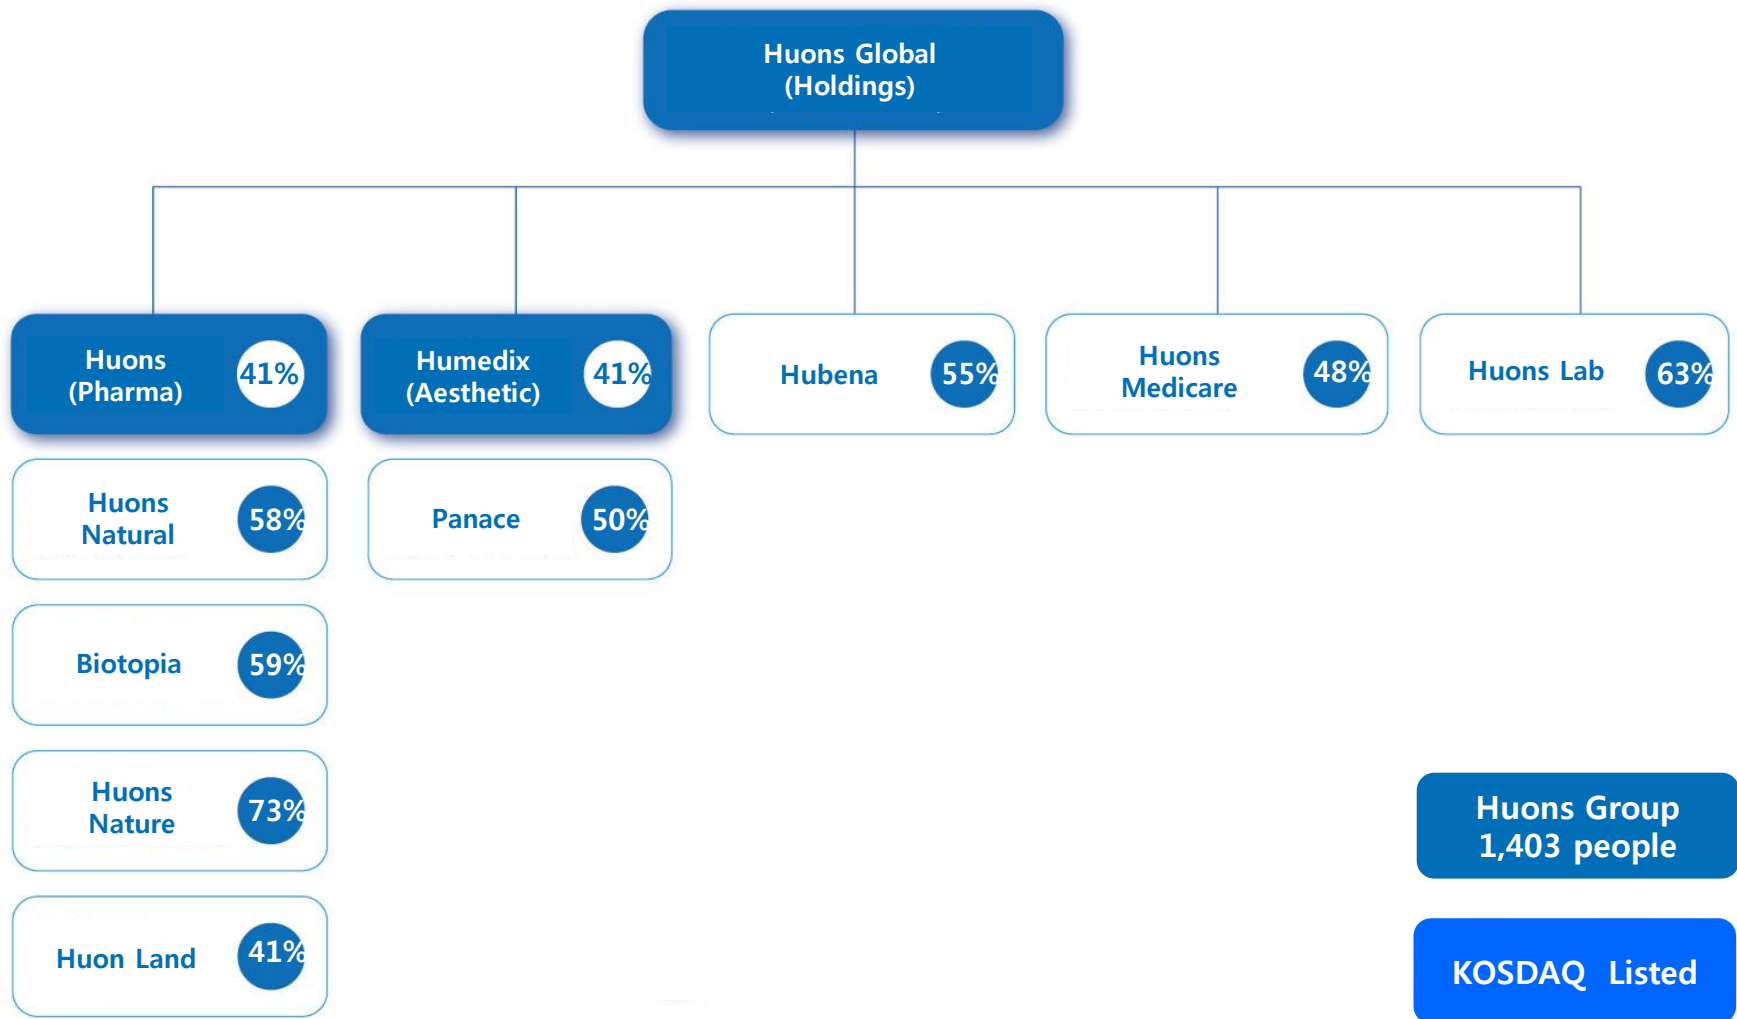 Huons Global
(Holdings)
Huons
(Pharma)
41%
Humedix
(Aesthetic)
41%
Hubena
55%
Huons
Medicare
48%
Huons Lab
63%
Huons
Natural
58%
Panace
50%
Biotopia
59%
Huons
Nature
73%
Huon Land
41%
Huons Group
1,403 people
KOSDAQ Listed